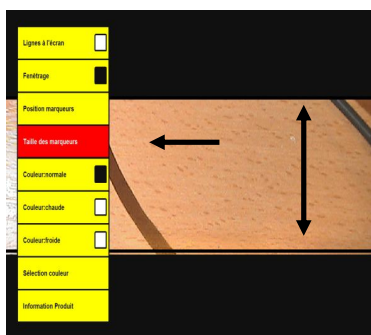 Lignes à l'écran
Fenêtrage
Position marqueurs
Taille des marqueurs
Couleur:normale
Couleur:chaude
Couleur:froide
Sélection couleur
Information Produit